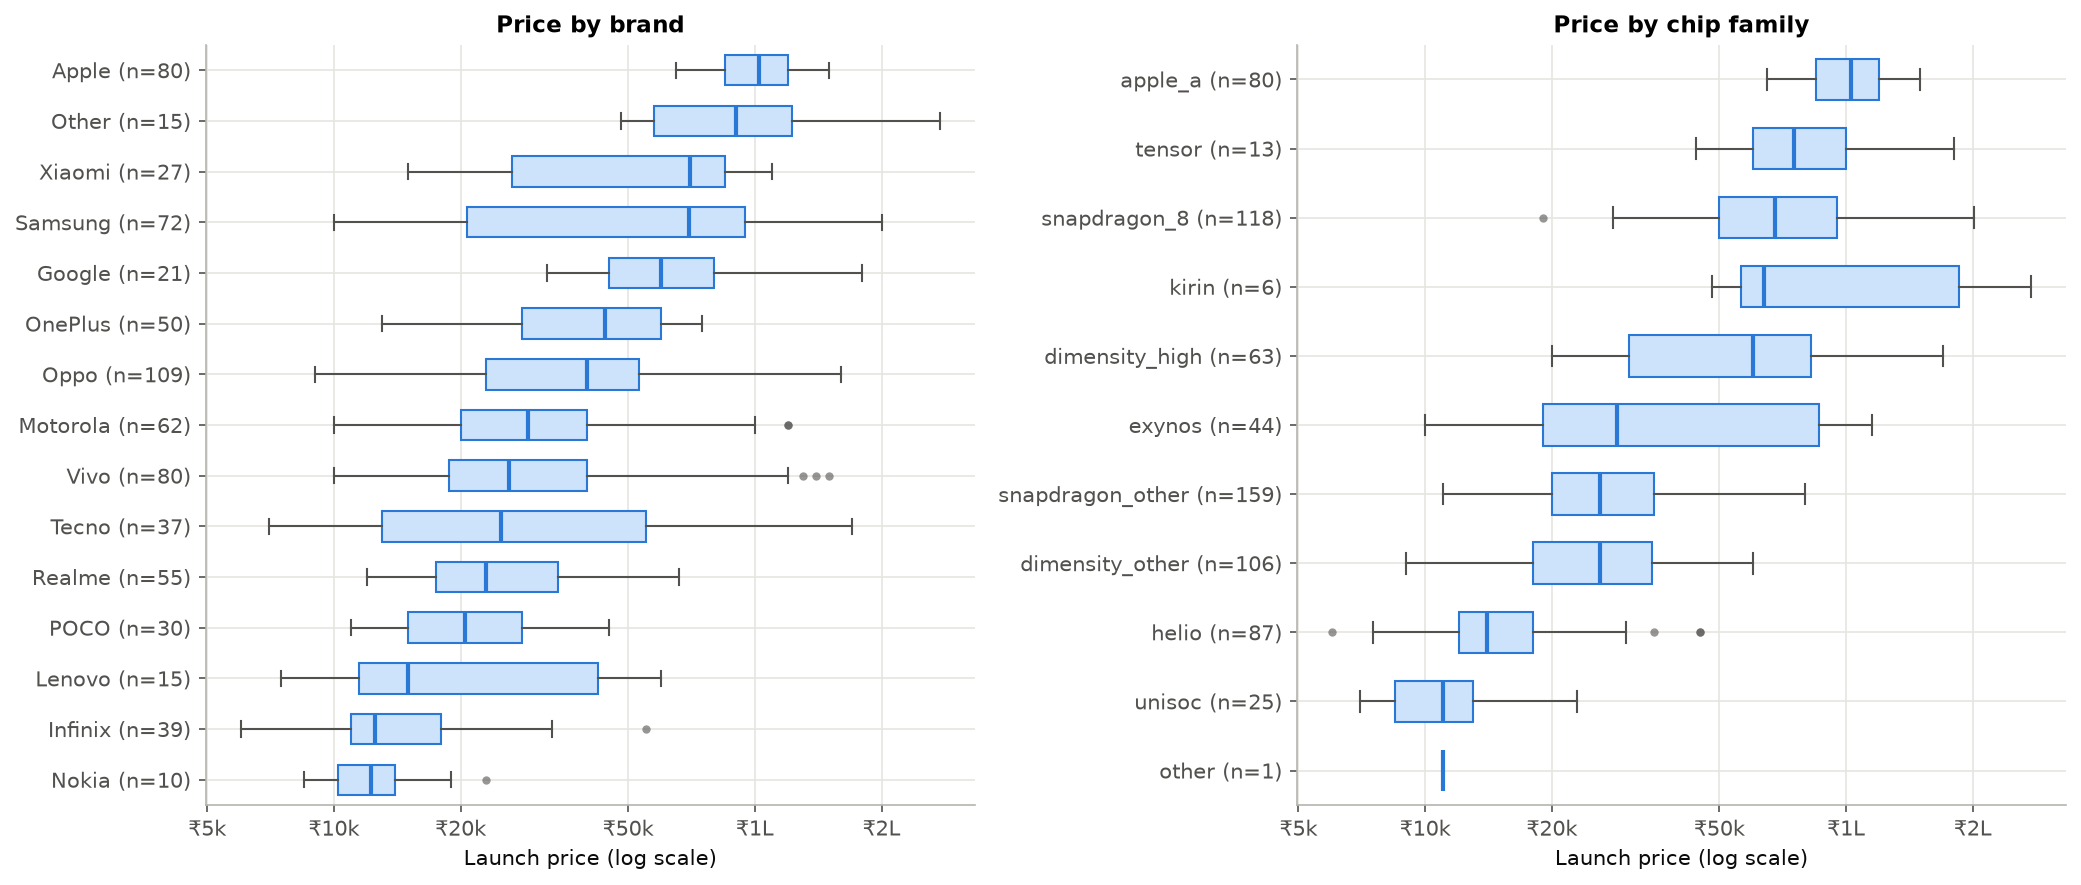 Price by brand
Apple (n=80)
Other (n=15)
Xiaomi (n=27)
Samsung (n=72)
Google (n=21)
OnePlus (n=50)
Oppo (n=109)
Motorola (n=62)
Vivo (n=80)
Tecno (n=37)
Realme (n=55)
POCO (n=30)
Lenovo (n=15)
Infinix (n=39)
Nokia (n=10)
₹5k ₹10k ₹20k ₹50k ₹1L ₹2L
Launch price (log scale)
Price by chip family
apple_a (n=80)
tensor (n=13)
snapdragon_8 (n=118)
kirin (n=6)
dimensity_high (n=63)
exynos (n=44)
snapdragon_other (n=159)
dimensity_other (n=106)
helio (n=87)
unisoc (n=25)
other (n=1)
₹5k ₹10k ₹20k ₹50k ₹1L ₹2L
Launch price (log scale)